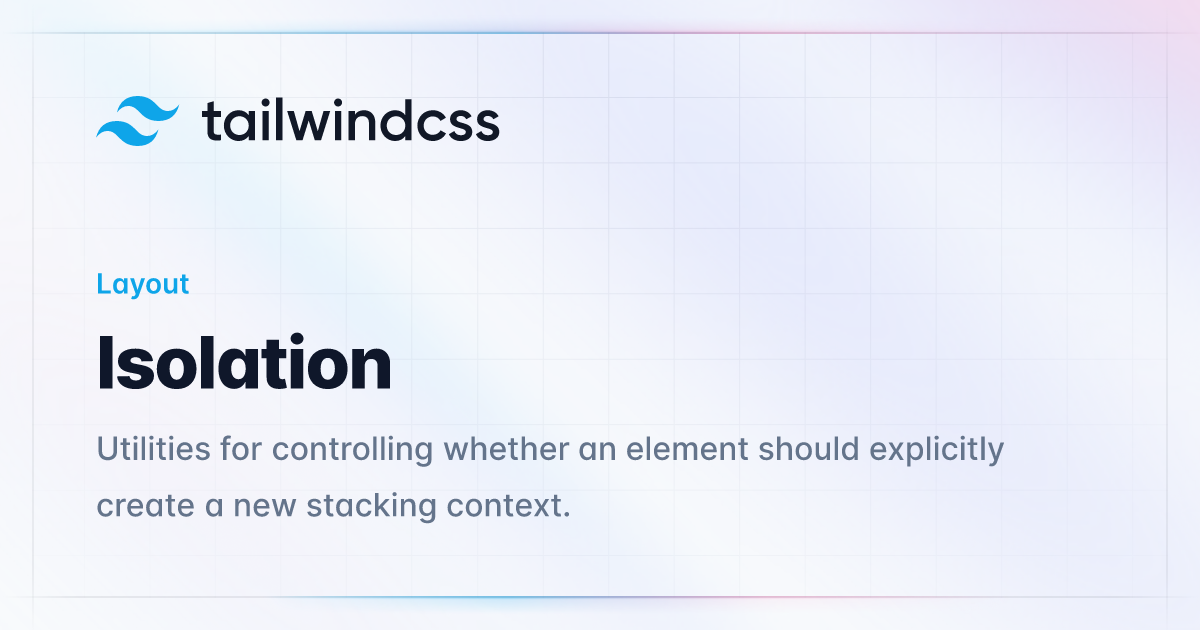 tailwindcss
Layout
Isolation
Utilities for controlling whether an element should explicitly
create a new stacking context.